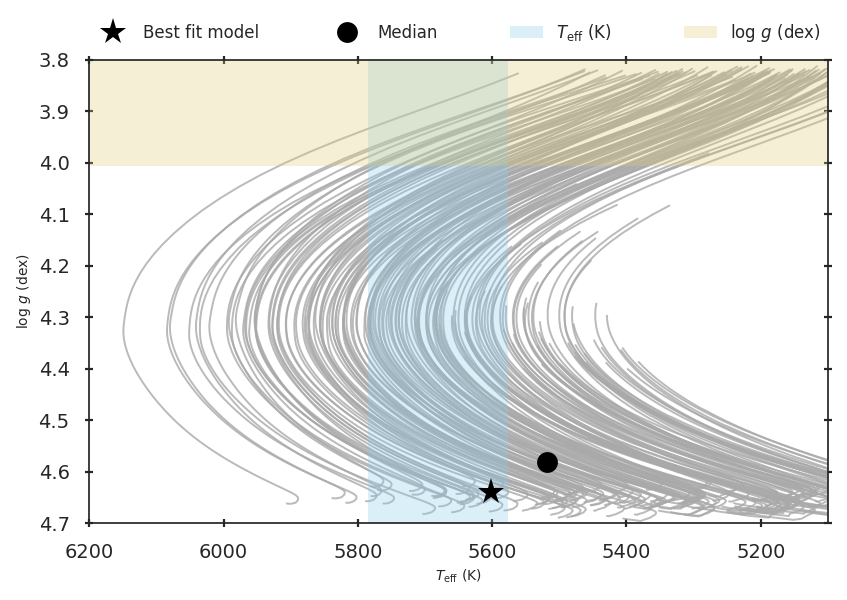 Best fit model Median T_eff (K) log g (dex)
3.8
3.9
4.0
4.1
4.2
4.3
4.4
4.5
4.6
4.7
log g (dex)
6200 6000 5800 5600 5400 5200
T_eff (K)